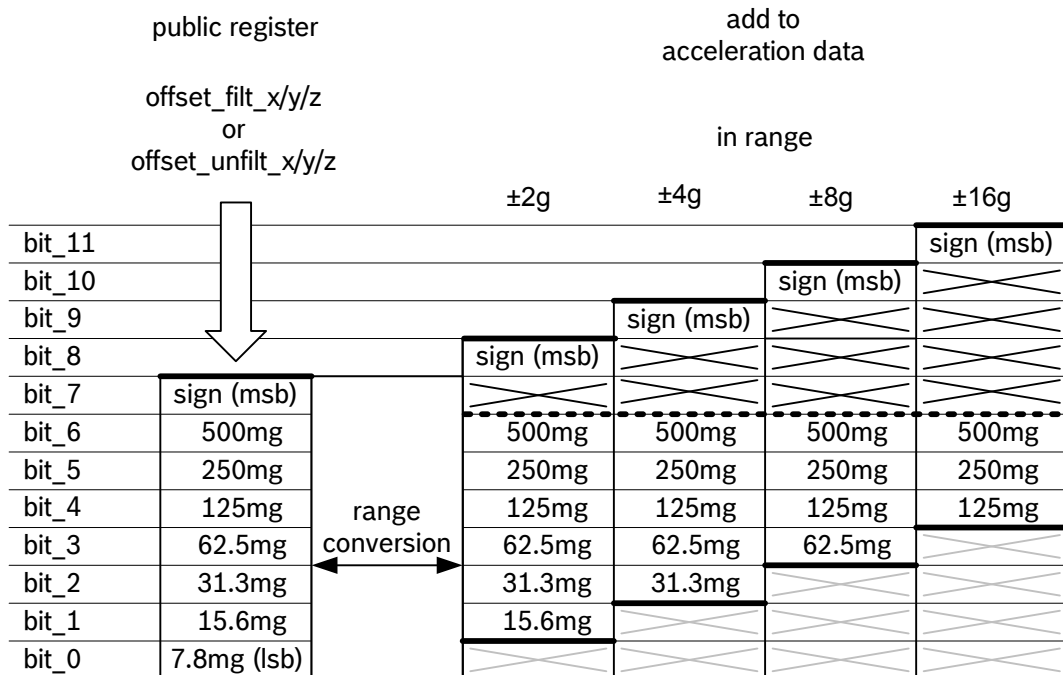 public register
add to
acceleration data
offset_filt_x/y/z
or
offset_unfilt_x/y/z
in range
±2g ±4g ±8g ±16g
bit_11 sign (msb)
bit_10 sign (msb)
bit_9 sign (msb)
bit_8 sign (msb)
bit_7 sign (msb)
bit_6 500mg 500mg 500mg 500mg 500mg
bit_5 250mg 250mg 250mg 250mg 250mg
bit_4 125mg 125mg 125mg 125mg 125mg
range
conversion
bit_3 62.5mg 62.5mg 62.5mg 62.5mg
bit_2 31.3mg 31.3mg 31.3mg
bit_1 15.6mg 15.6mg
bit_0 7.8mg (lsb)